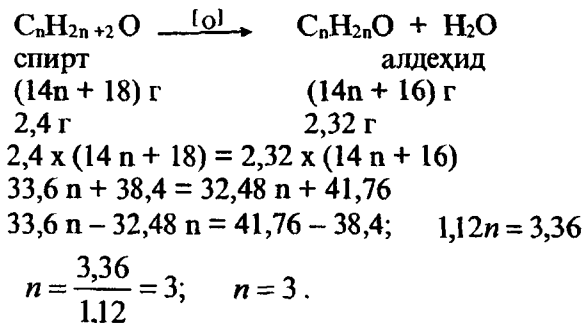 CₙH₂ₙ₊₂O —[o]→ CₙH₂ₙO + H₂O
спирт алдеҳид
(14n + 18) г (14n + 16) г
2,4 г 2,32 г
2,4 x (14 n + 18) = 2,32 x (14 n + 16)
33,6 n + 38,4 = 32,48 n + 41,76
33,6 n – 32,48 n = 41,76 – 38,4; 1,12n = 3,36
n = 3,36/1,12 = 3; n = 3 .